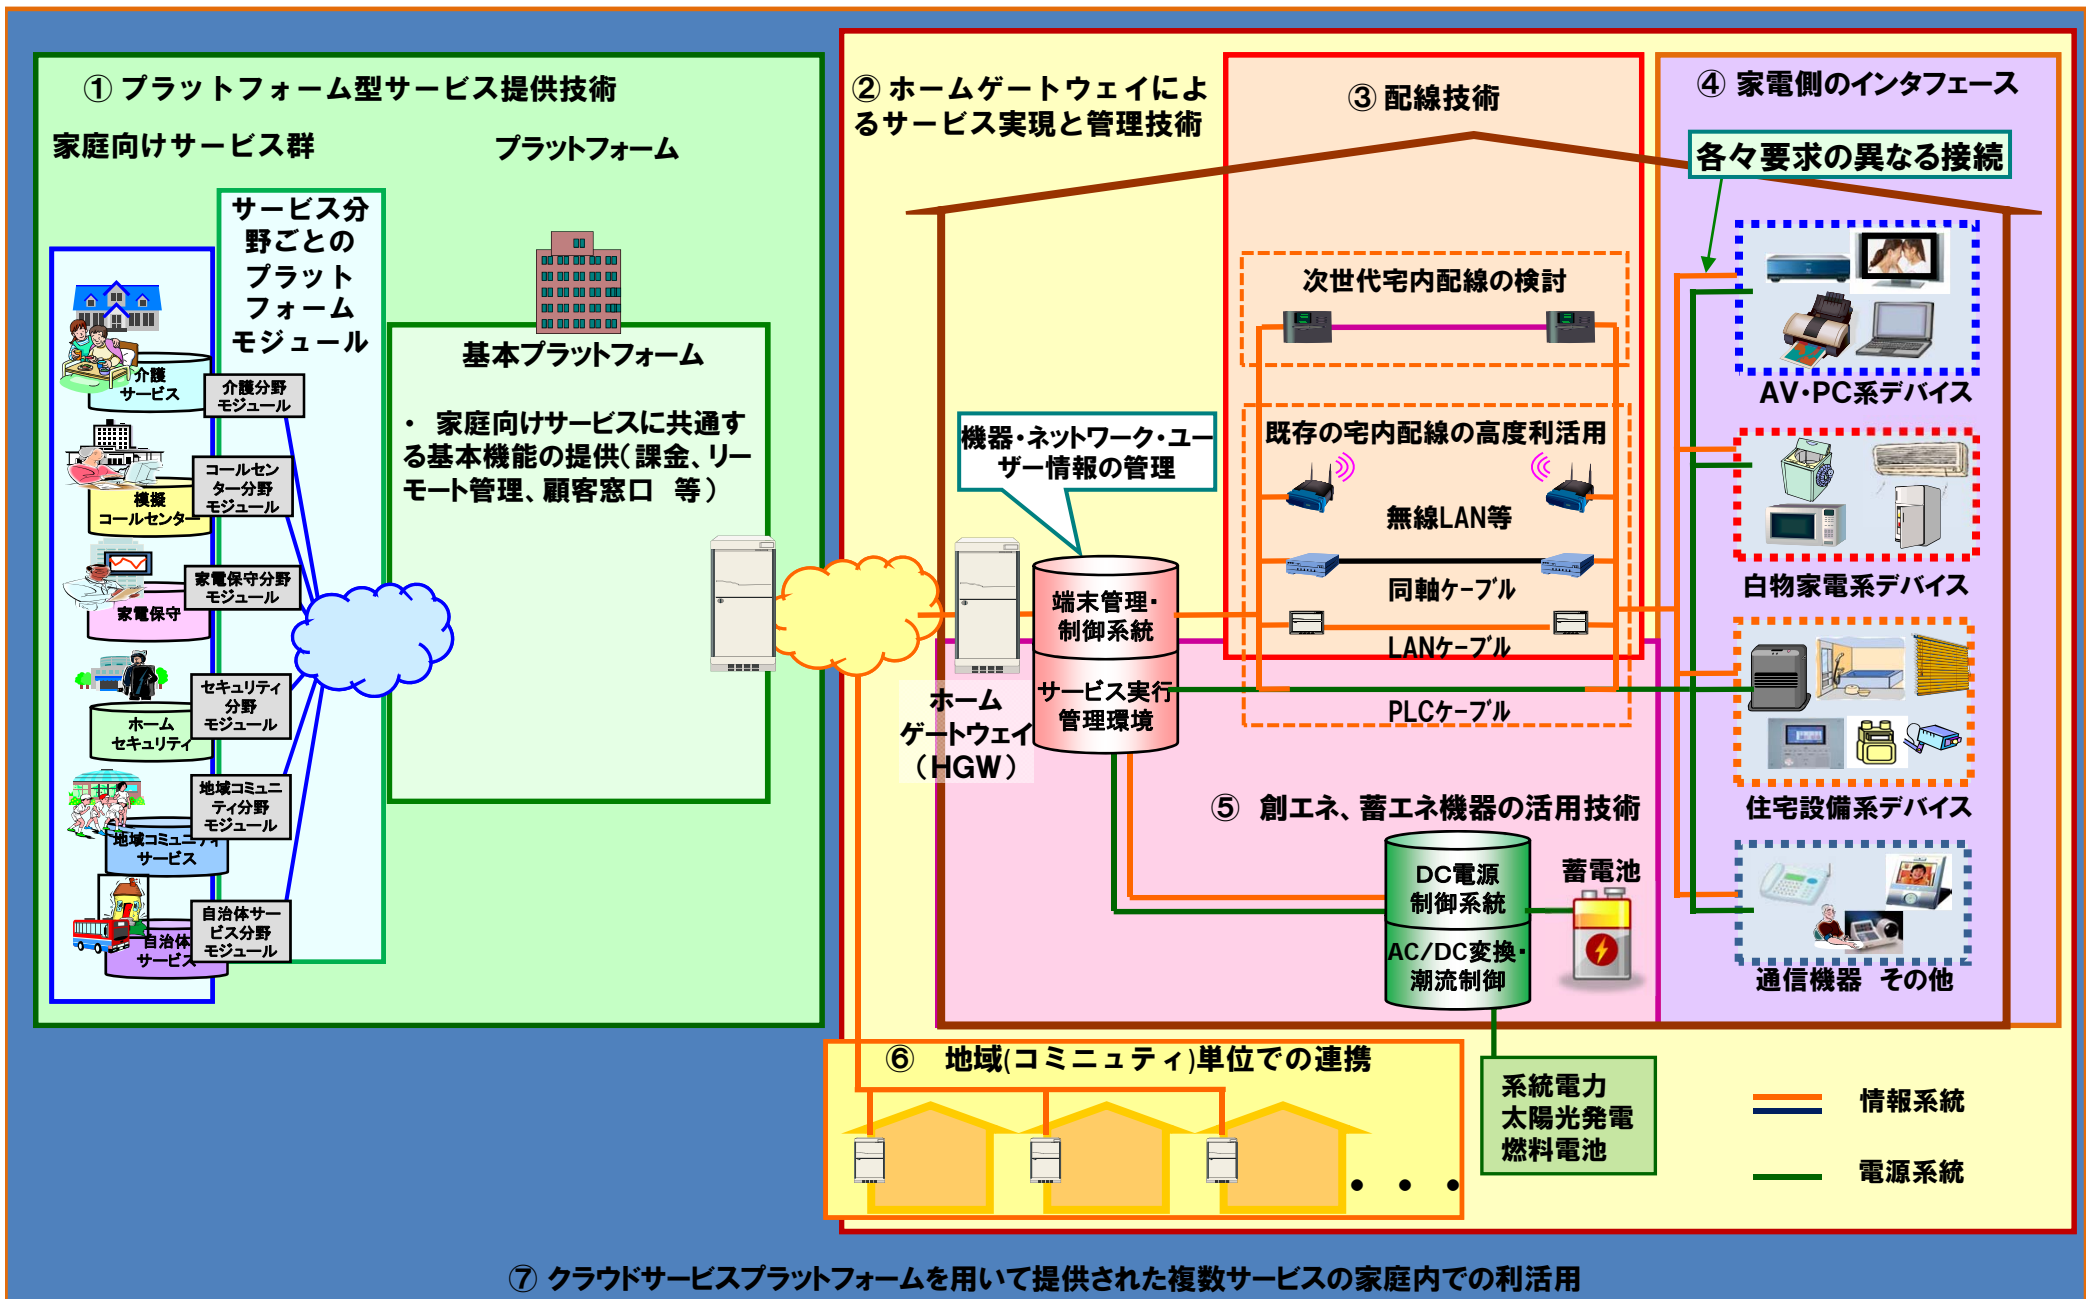 ① プラットフォーム型サービス提供技術
家庭向けサービス群
プラットフォーム
サービス分
野ごとの
プラット
フォーム
モジュール
介護
サービス
介護分野
モジュール
模擬
コールセンター
コールセン
ター分野
モジュール
家電保守
家電保守分野
モジュール
ホーム
セキュリティ
セキュリティ
分野
モジュール
地域コミュニティ
サービス
地域コミュニ
ティ分野
モジュール
自治体
サービス
自治体サー
ビス分野
モジュール
基本プラットフォーム
・ 家庭向けサービスに共通す
る基本機能の提供（課金、リー
モート管理、顧客窓口 等）
② ホームゲートウェイによ
るサービス実現と管理技術
機器・ネットワーク・ユー
ザー情報の管理
端末管理・
制御系統
サービス実行
管理環境
ホーム
ゲートウェイ
（HGW）
③ 配線技術
次世代宅内配線の検討
既存の宅内配線の高度利活用
無線LAN等
同軸ケーブル
LANケーブル
PLCケーブル
④ 家電側のインタフェース
各々要求の異なる接続
AV・PC系デバイス
白物家電系デバイス
住宅設備系デバイス
通信機器 その他
⑤ 創エネ、蓄エネ機器の活用技術
DC電源
制御系統
AC/DC変換・
潮流制御
蓄電池
系統電力
太陽光発電
燃料電池
⑥ 地域(コミニュティ)単位での連携
・・・
情報系統
電源系統
⑦ クラウドサービスプラットフォームを用いて提供された複数サービスの家庭内での利活用